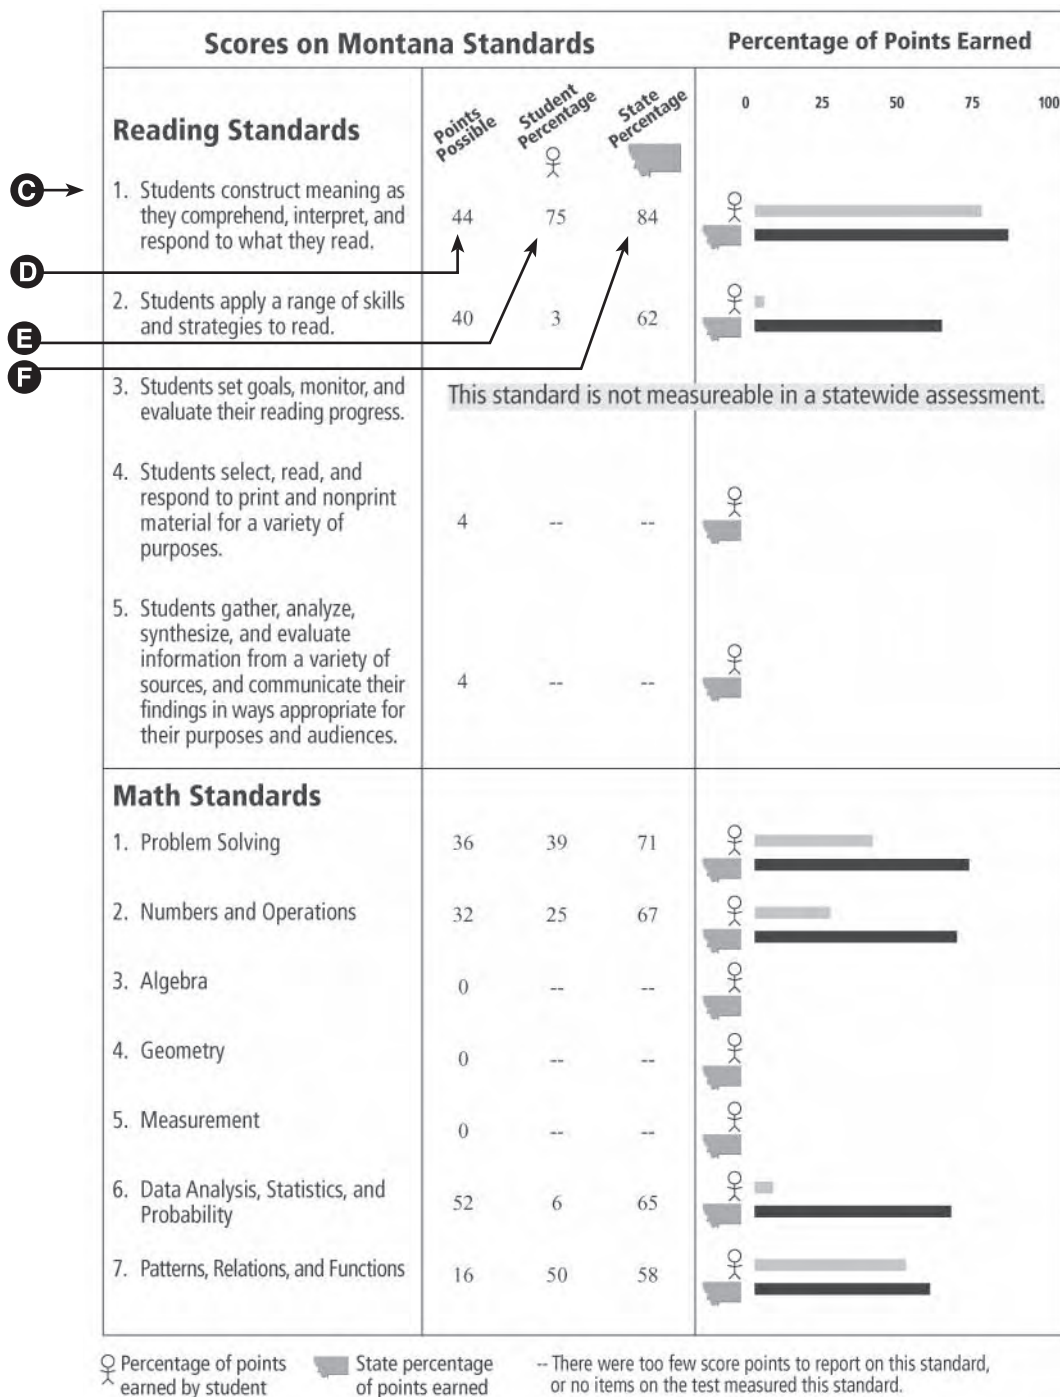 Scores on Montana Standards
Percentage of Points Earned
Reading Standards
Points Possible
Student Percentage
State Percentage
0 25 50 75 100
C
1. Students construct meaning as
they comprehend, interpret, and
respond to what they read.
44 75 84
D
2. Students apply a range of skills
and strategies to read.
40 3 62
E
F
3. Students set goals, monitor, and
evaluate their reading progress.
This standard is not measureable in a statewide assessment.
4. Students select, read, and
respond to print and nonprint
material for a variety of
purposes.
4 -- --
5. Students gather, analyze,
synthesize, and evaluate
information from a variety of
sources, and communicate their
findings in ways appropriate for
their purposes and audiences.
4 -- --
Math Standards
1. Problem Solving 36 39 71
2. Numbers and Operations 32 25 67
3. Algebra 0 -- --
4. Geometry 0 -- --
5. Measurement 0 -- --
6. Data Analysis, Statistics, and
Probability
52 6 65
7. Patterns, Relations, and Functions 16 50 58
Percentage of points
earned by student
State percentage
of points earned
-- There were too few score points to report on this standard,
or no items on the test measured this standard.